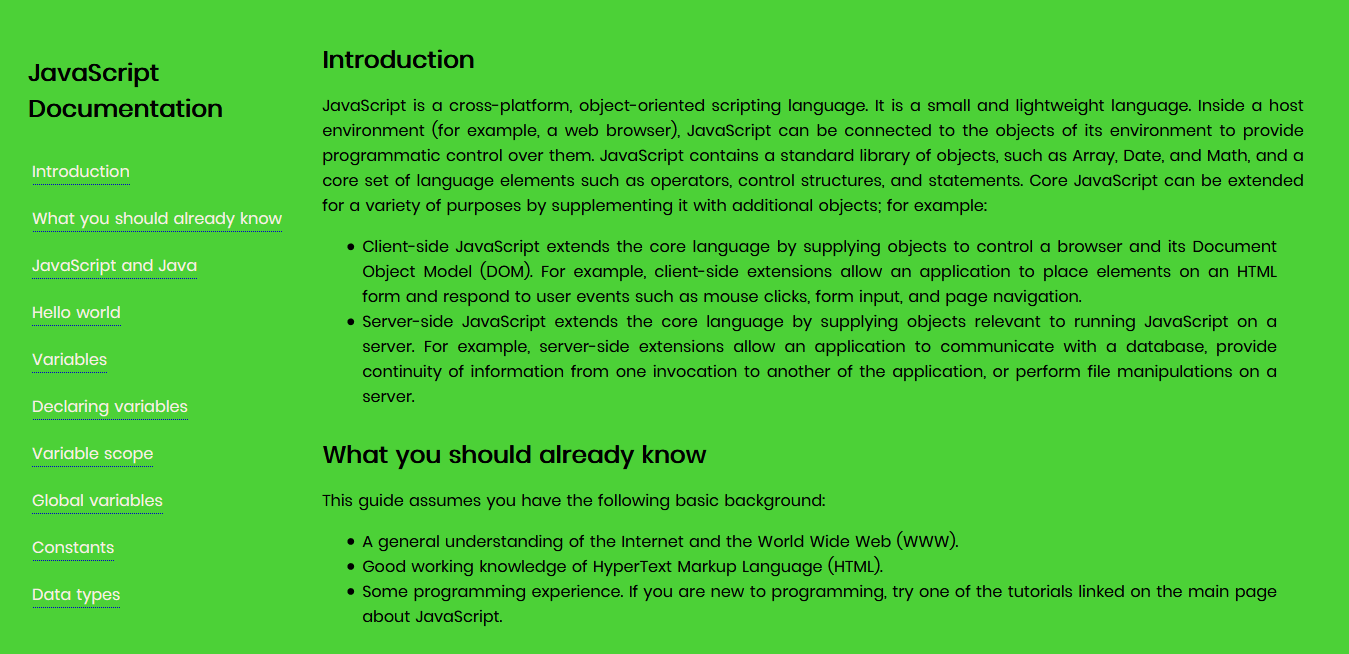 JavaScript
Documentation
Introduction
What you should already know
JavaScript and Java
Hello world
Variables
Declaring variables
Variable scope
Global variables
Constants
Data types
Introduction
JavaScript is a cross-platform, object-oriented scripting language. It is a small and lightweight language. Inside a host
environment (for example, a web browser), JavaScript can be connected to the objects of its environment to provide
programmatic control over them. JavaScript contains a standard library of objects, such as Array, Date, and Math, and a
core set of language elements such as operators, control structures, and statements. Core JavaScript can be extended
for a variety of purposes by supplementing it with additional objects; for example:
• Client-side JavaScript extends the core language by supplying objects to control a browser and its Document
Object Model (DOM). For example, client-side extensions allow an application to place elements on an HTML
form and respond to user events such as mouse clicks, form input, and page navigation.
• Server-side JavaScript extends the core language by supplying objects relevant to running JavaScript on a
server. For example, server-side extensions allow an application to communicate with a database, provide
continuity of information from one invocation to another of the application, or perform file manipulations on a
server.
What you should already know
This guide assumes you have the following basic background:
• A general understanding of the Internet and the World Wide Web (WWW).
• Good working knowledge of HyperText Markup Language (HTML).
• Some programming experience. If you are new to programming, try one of the tutorials linked on the main page
about JavaScript.